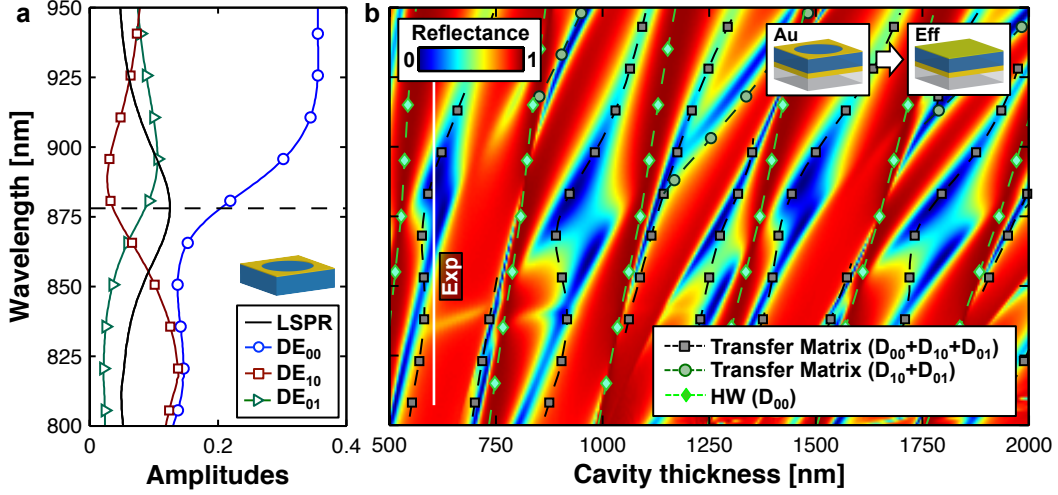 a
Wavelength [nm]
950
925
900
875
850
825
800
LSPR
DE00
DE10
DE01
0
0.2
0.4
Amplitudes
b
Reflectance
0
1
Au
Eff
Exp
Transfer Matrix (D00+D10+D01)
Transfer Matrix (D10+D01)
HW (D00)
500
750
1000
1250
1500
1750
2000
Cavity thickness [nm]